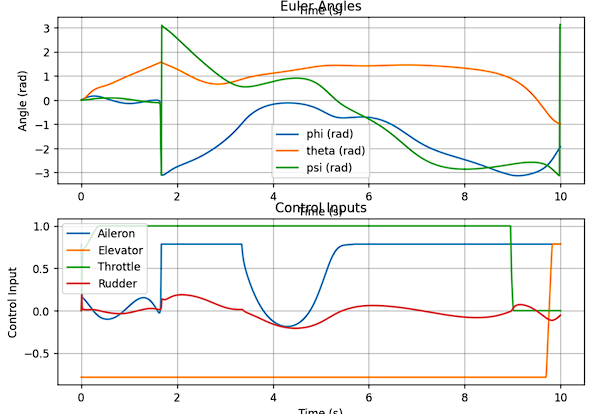 Euler Angles
Time (s)
3
2
1
0
−1
−2
−3
Angle (rad)
phi (rad)
theta (rad)
psi (rad)
0
2
4
6
8
10
Time (s)
Control Inputs
1.0
0.5
0.0
−0.5
Control Input
Aileron
Elevator
Throttle
Rudder
0
2
4
6
8
10
Time (s)